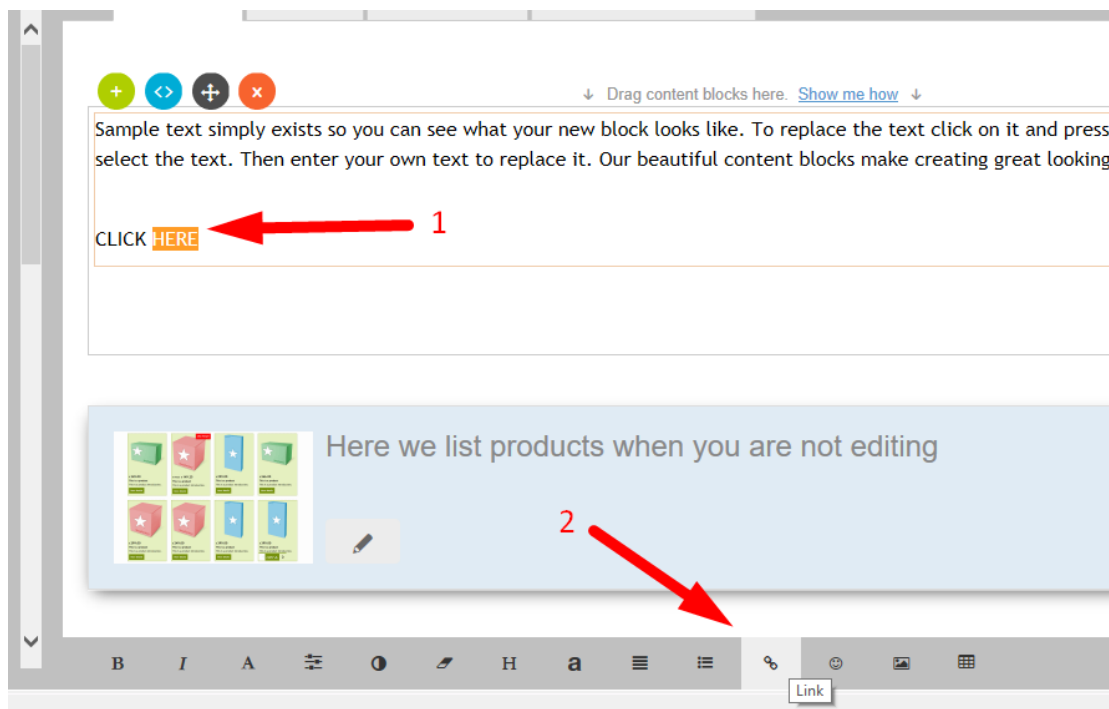 Drag content blocks here. Show me how
Sample text simply exists so you can see what your new block looks like. To replace the text click on it and press
select the text. Then enter your own text to replace it. Our beautiful content blocks make creating great looking
1
CLICK HERE
Here we list products when you are not editing
2
B I A H a
Link